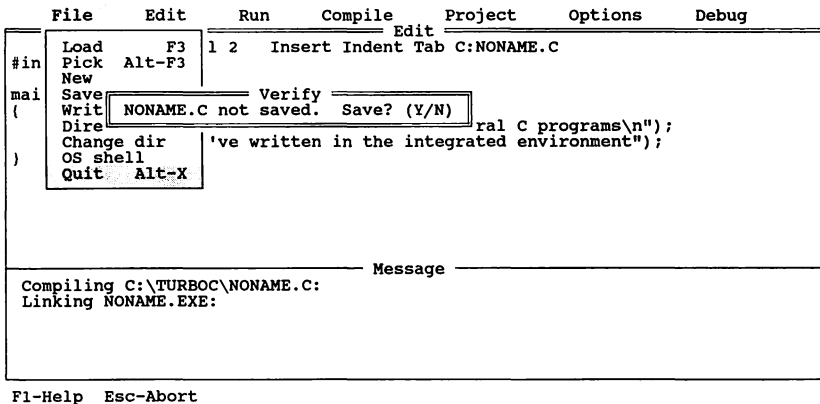 File Edit Run Compile Project Options Debug
Edit
Load F3 l 2 Insert Indent Tab C:NONAME.C
#in Pick Alt-F3
New
mai Save Verify
{ Writ NONAME.C not saved. Save? (Y/N)
Dire ral C programs\n");
Change dir 've written in the integrated environment");
} OS shell
Quit Alt-X
Message
Compiling C:\TURBOC\NONAME.C:
Linking NONAME.EXE:
F1-Help Esc-Abort